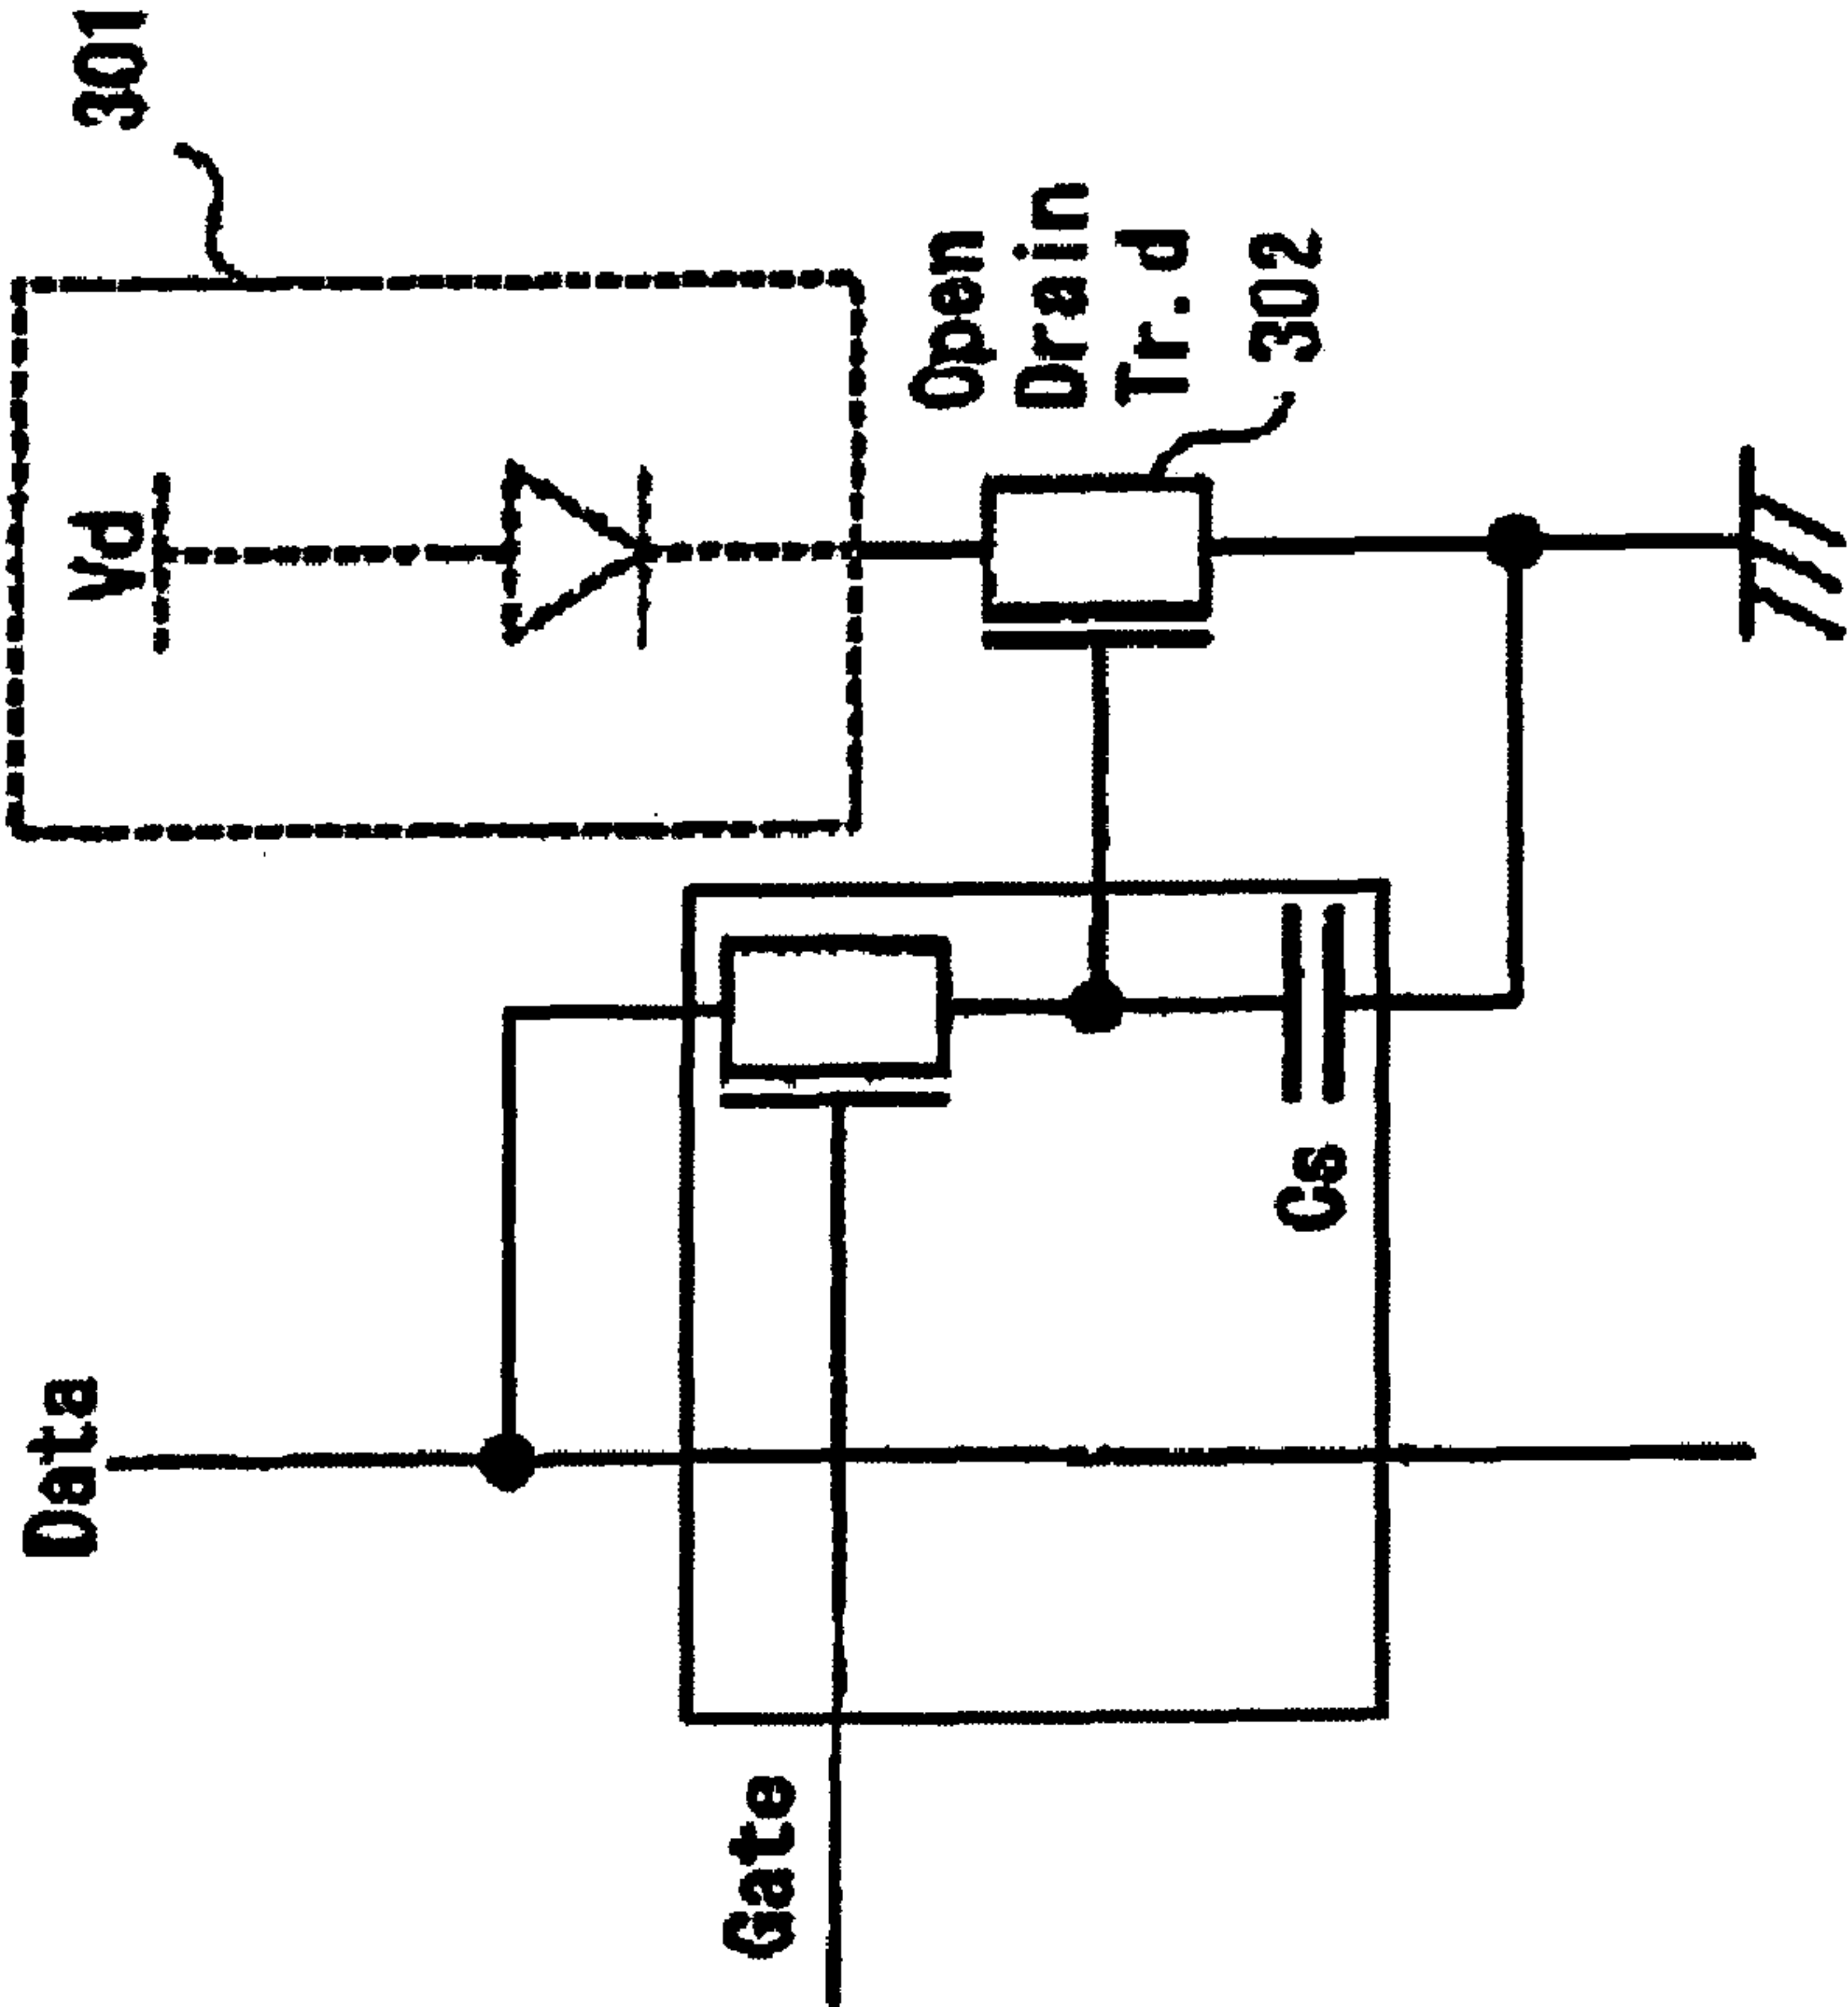 301
Vd
Data
Open
Drain
Tr. d
302
Gate
Cs